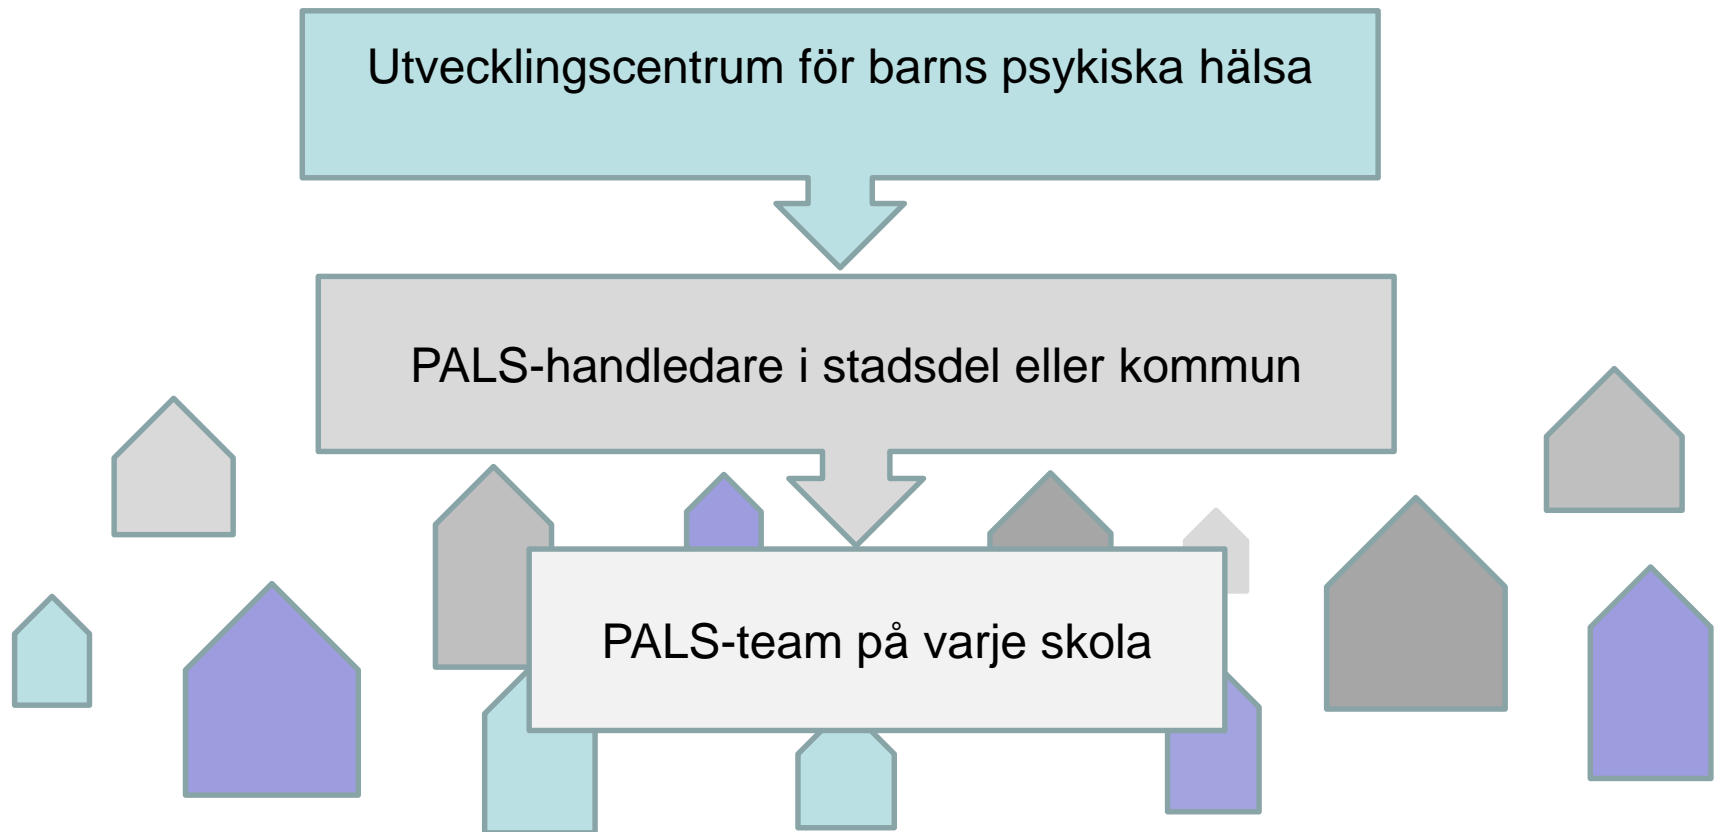 Utvecklingscentrum för barns psykiska hälsa
PALS-handledare i stadsdel eller kommun
PALS-team på varje skola